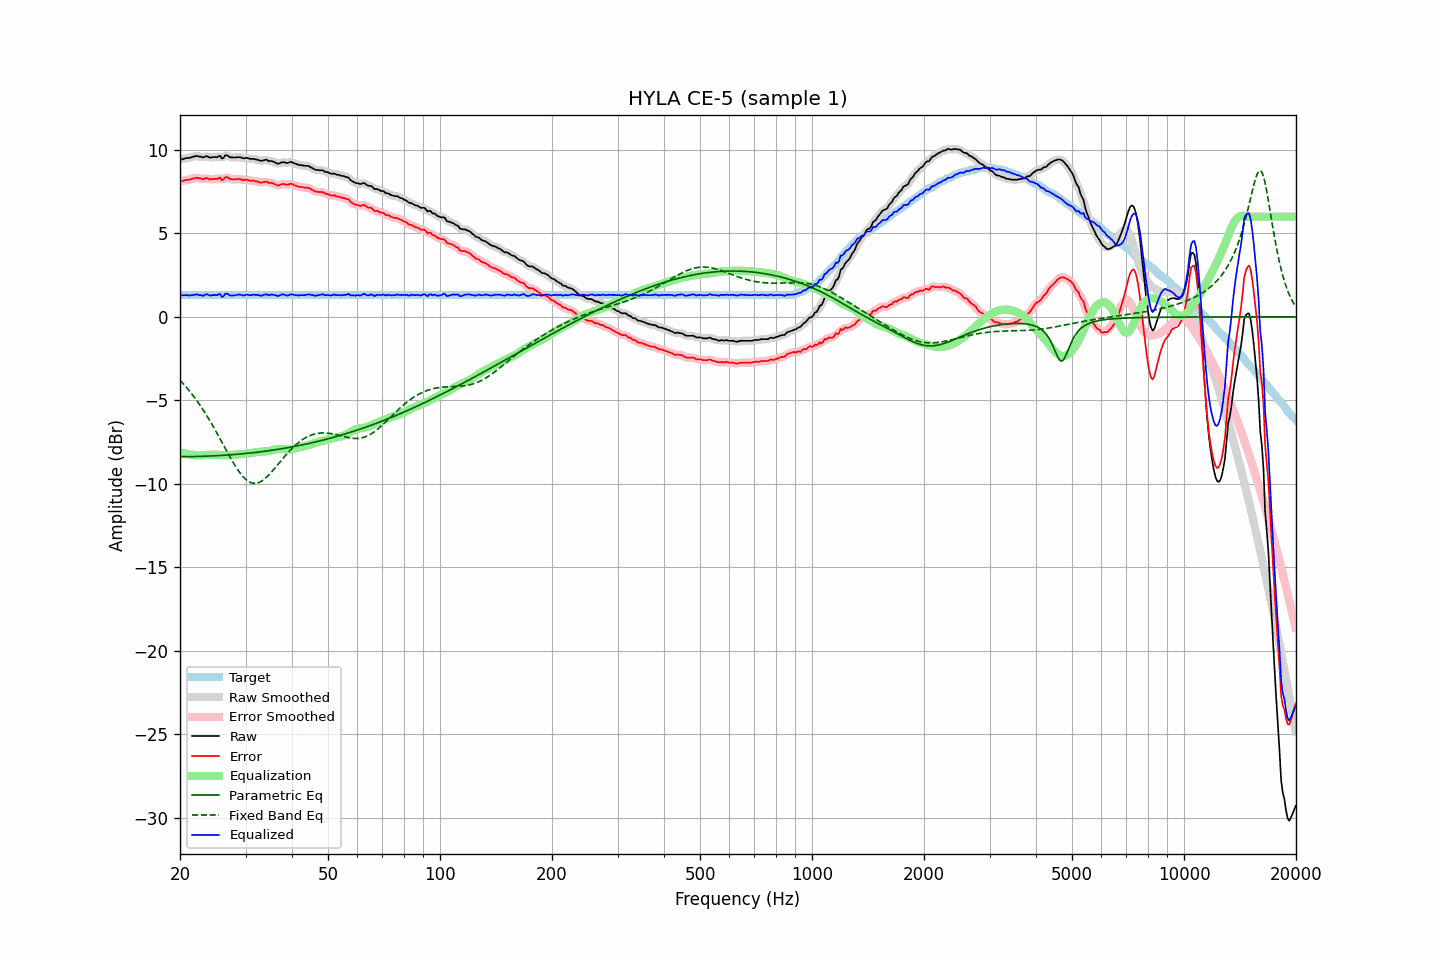 HYLA CE-5 (sample 1)
10
5
0
−5
−10
−15
−20
−25
−30
Amplitude (dBr)
Target
Raw Smoothed
Error Smoothed
Raw
Error
Equalization
Parametric Eq
Fixed Band Eq
Equalized
20 50 100 200 500 1000 2000 5000 10000 20000
Frequency (Hz)